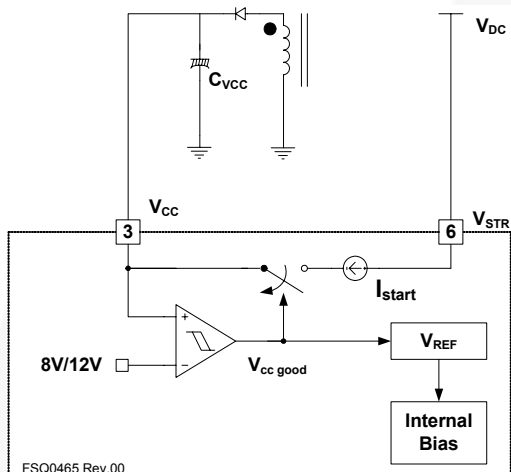 V_DC
C_VCC
V_CC
3
6
V_STR
I_start
+
−
8V/12V
V_cc good
V_REF
Internal
Bias
FSQ0465 Rev.00